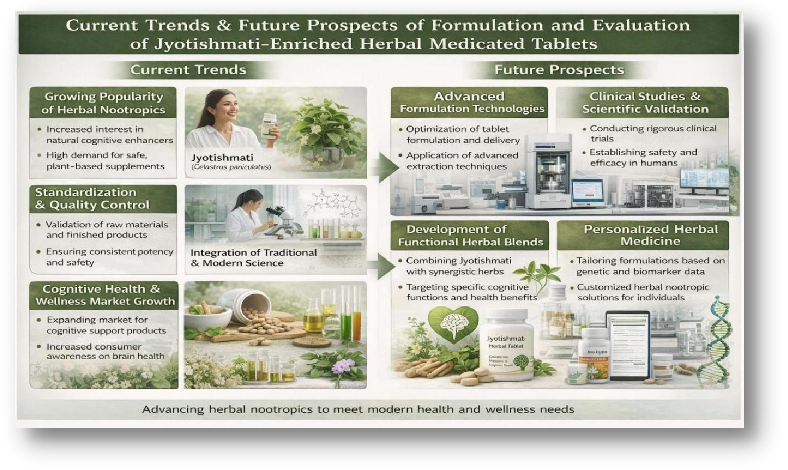 Current Trends & Future Prospects of Formulation and Evaluation
of Jyotishmati-Enriched Herbal Medicated Tablets
Current Trends
Growing Popularity
of Herbal Nootropics
• Increased interest in
natural cognitive enhancers
• High demand for safe,
plant-based supplements
Jyotishmati
(Celastrus paniculatus)
Standardization
& Quality Control
• Validation of raw materials
and finished products
• Ensuring consistent potency
and safety
Integration of Traditional
& Modern Science
Cognitive Health &
Wellness Market Growth
• Expanding market for
cognitive support products
• Increased consumer
awareness on brain health
Future Prospects
Advanced
Formulation Technologies
• Optimization of tablet
formulation and delivery
• Application of advanced
extraction techniques
Clinical Studies &
Scientific Validation
• Conducting rigorous clinical
trials
• Establishing safety and
efficacy in humans
Development of
Functional Herbal Blends
• Combining Jyotishmati
with synergistic herbs
• Targeting specific cognitive
functions and health benefits
Jyotishmati
Herbal Tablet
Personalized Herbal
Medicine
• Tailoring formulations based on
genetic and biomarker data
• Customized herbal nootropic
solutions for individuals
Advancing herbal nootropics to meet modern health and wellness needs